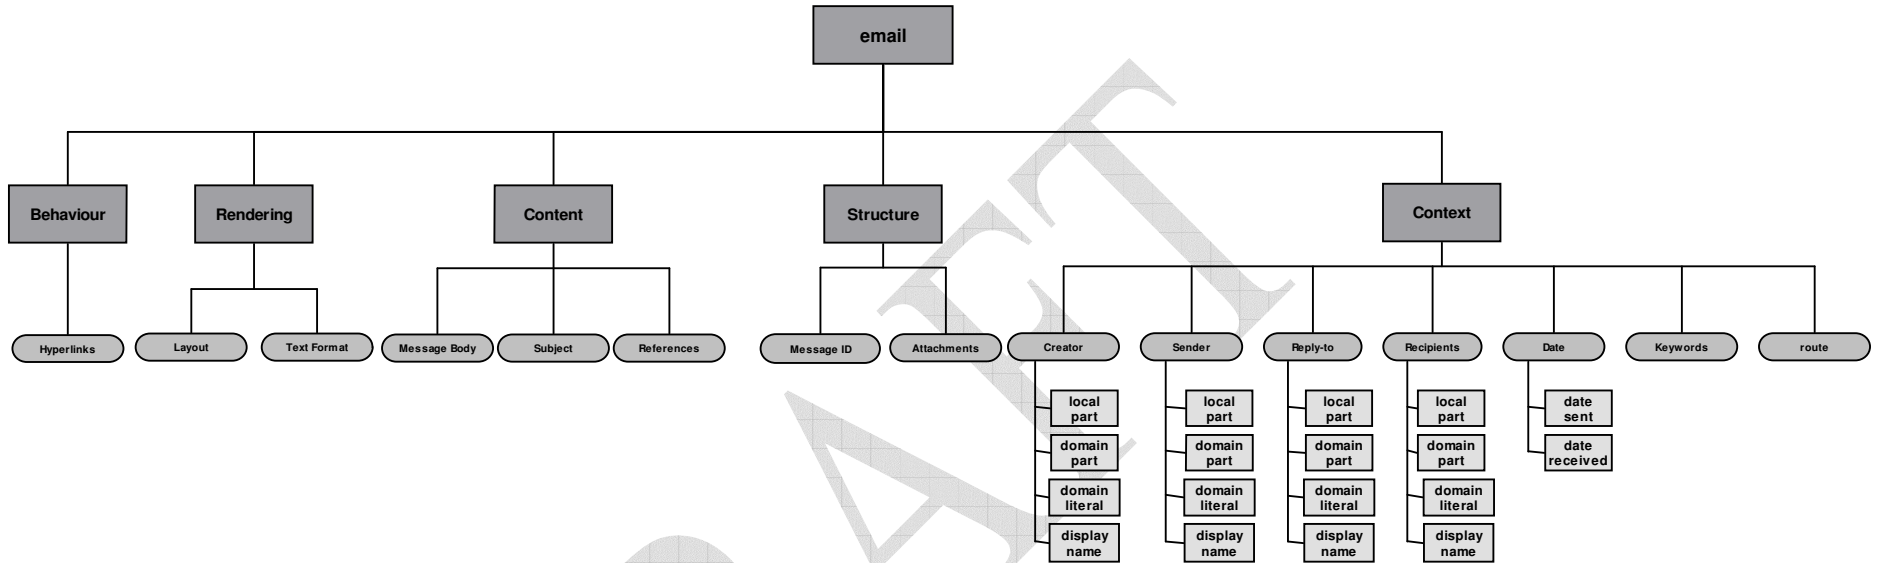 email
Behaviour
Rendering
Content
Structure
Context
Hyperlinks
Layout
Text Format
Message Body
Subject
References
Message ID
Attachments
Creator
Sender
Reply-to
Recipients
Date
Keywords
route
local
part
domain
part
domain
literal
display
name
local
part
domain
part
domain
literal
display
name
local
part
domain
part
domain
literal
display
name
local
part
domain
part
domain
literal
display
name
date
sent
date
received
AFT